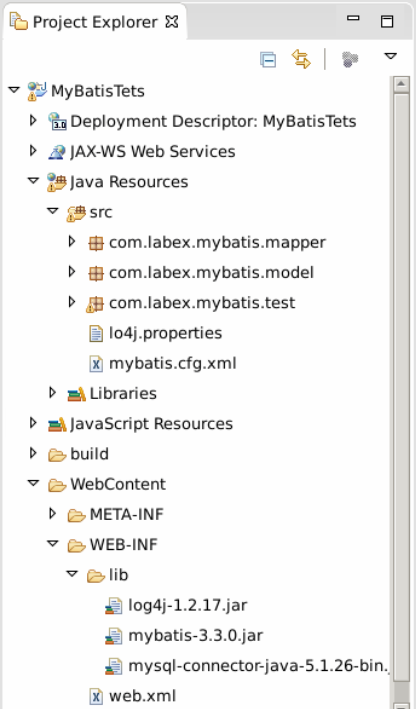 Project Explorer
MyBatisTets
3.0 Deployment Descriptor: MyBatisTets
JAX-WS Web Services
Java Resources
src
com.labex.mybatis.mapper
com.labex.mybatis.model
com.labex.mybatis.test
lo4j.properties
mybatis.cfg.xml
Libraries
JavaScript Resources
build
WebContent
META-INF
WEB-INF
lib
log4j-1.2.17.jar
mybatis-3.3.0.jar
mysql-connector-java-5.1.26-bin.
web.xml